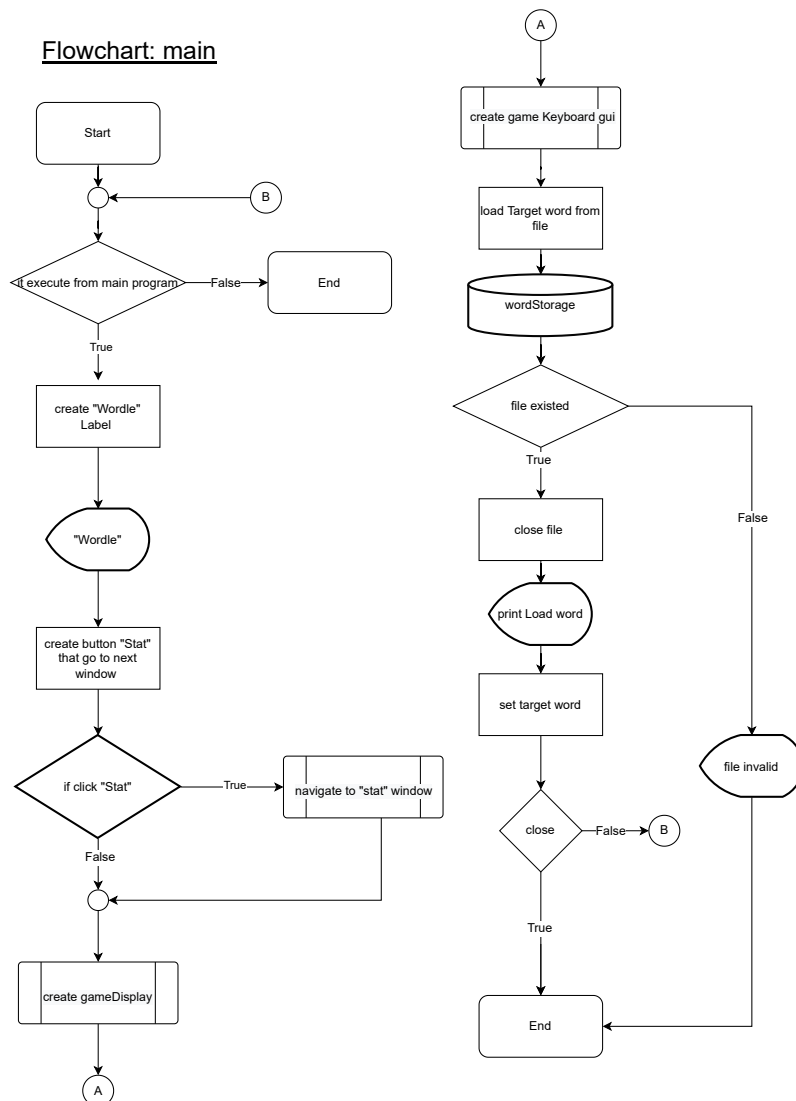 Flowchart: main
Start
B
it execute from main program
False
End
True
create "Wordle"
Label
"Wordle"
create button "Stat"
that go to next
window
if click "Stat"
True
navigate to "stat" window
False
create gameDisplay
A
A
create game Keyboard gui
load Target word from
file
wordStorage
file existed
True
False
close file
print Load word
set target word
file invalid
close
False
B
True
End